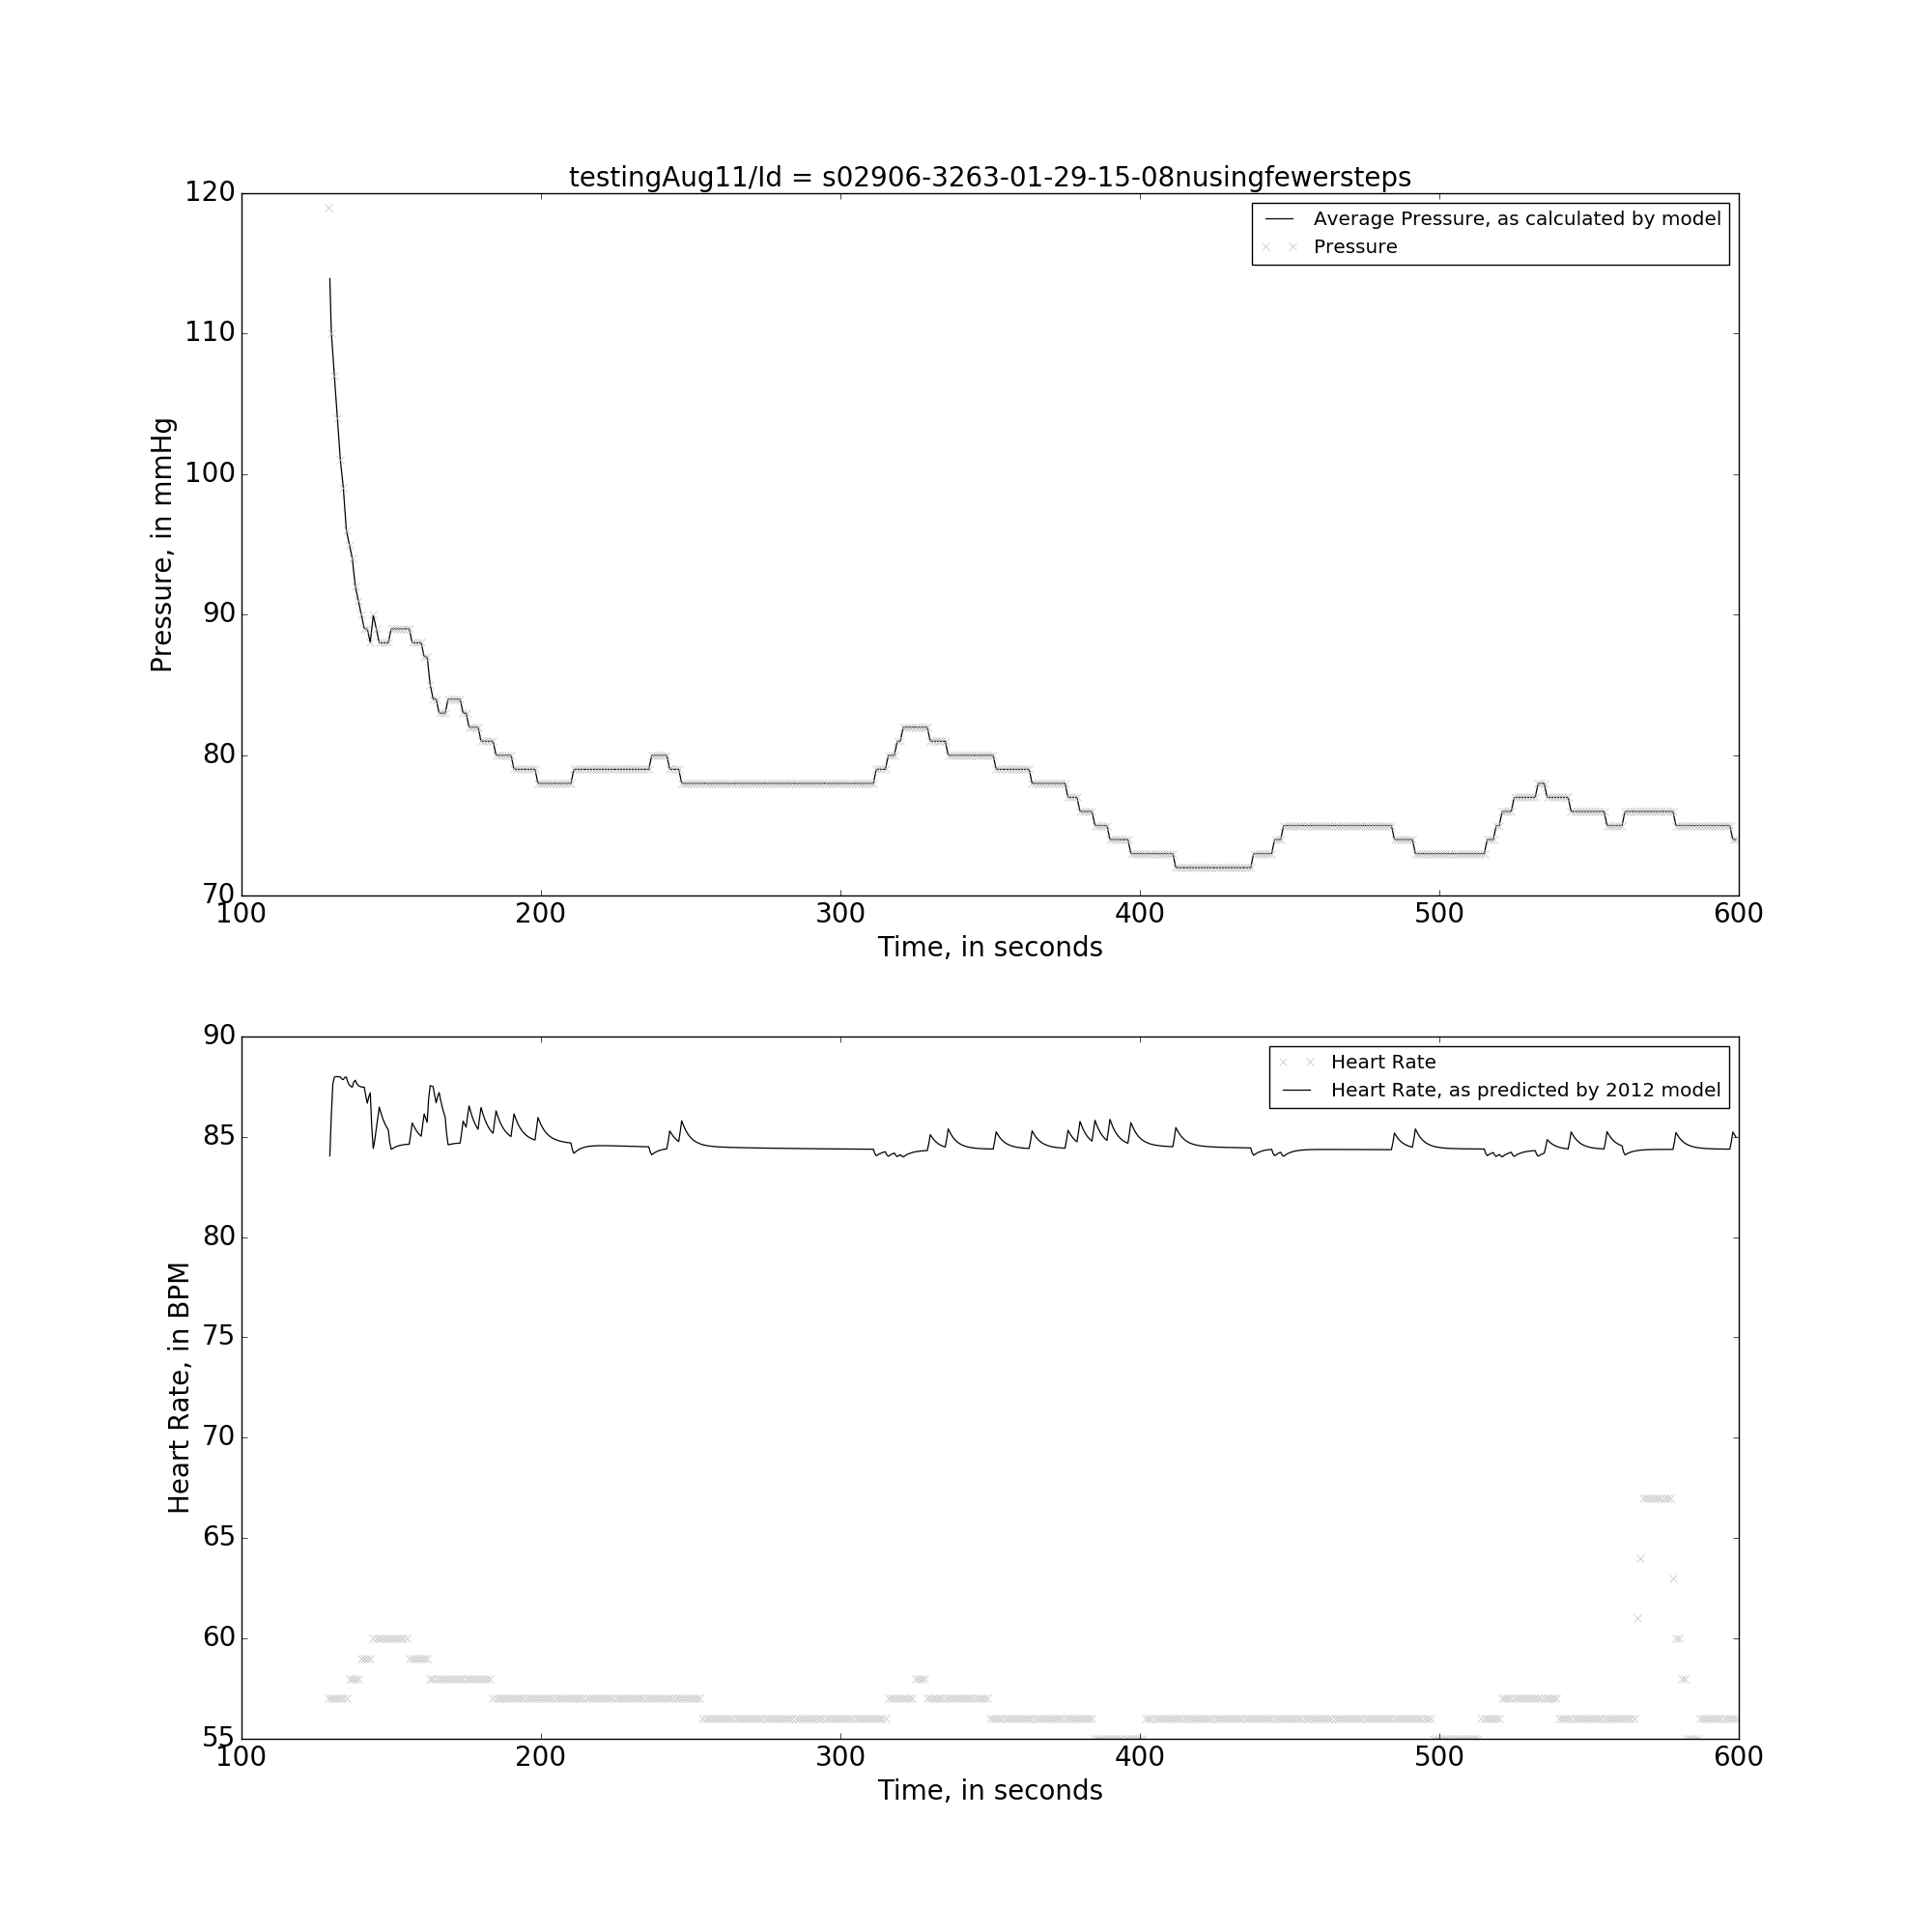 testingAug11/Id = s02906-3263-01-29-15-08nusingfewersteps
120
110
100
90
80
70
Pressure, in mmHg
Average Pressure, as calculated by model
Pressure
100 200 300 400 500 600
Time, in seconds
90
85
80
75
70
65
60
55
Heart Rate, in BPM
Heart Rate
Heart Rate, as predicted by 2012 model
100 200 300 400 500 600
Time, in seconds